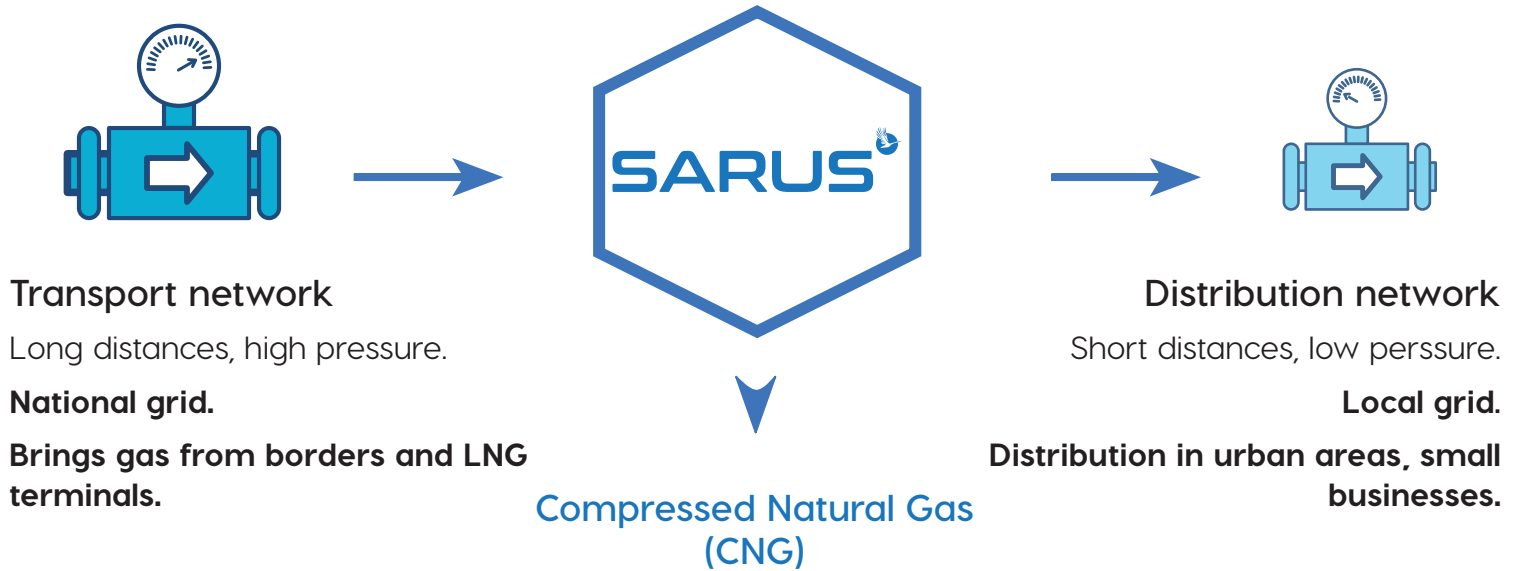 SARUS
Transport network
Long distances, high pressure.
National grid.
Brings gas from borders and LNG
terminals.
Compressed Natural Gas
(CNG)
Distribution network
Short distances, low perssure.
Local grid.
Distribution in urban areas, small
businesses.